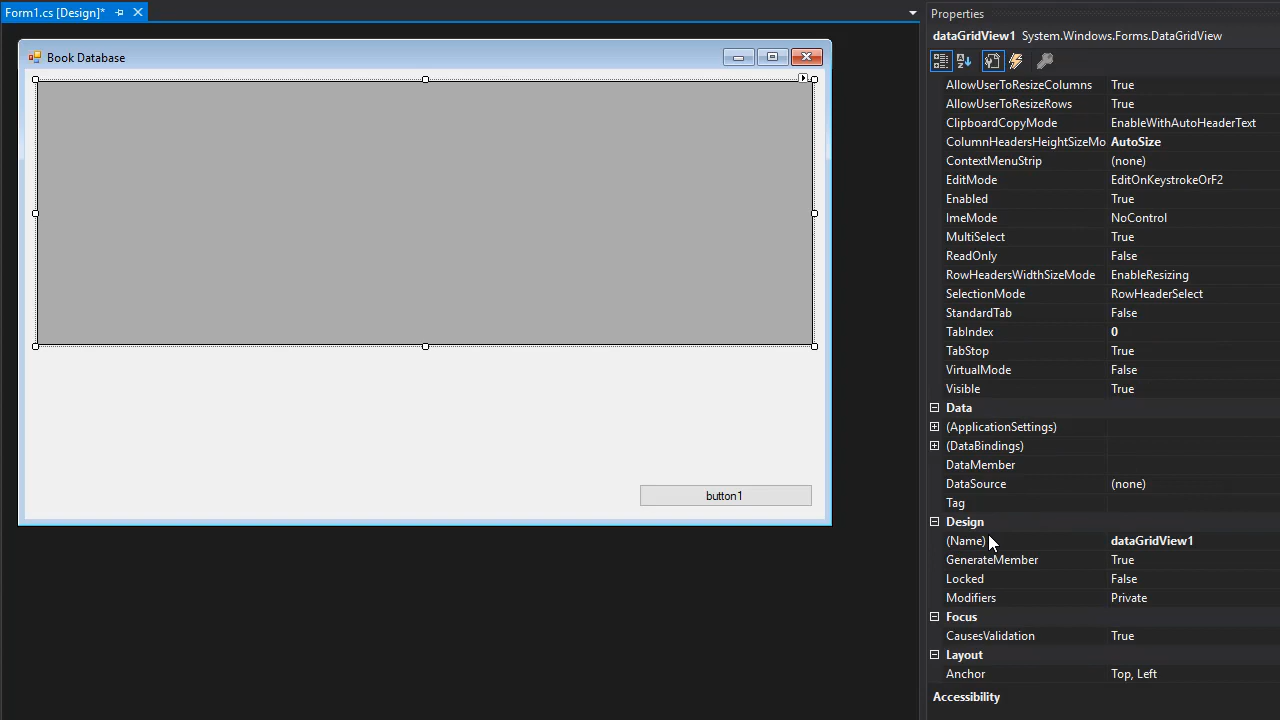 Form1.cs [Design]*
Book Database
button1
Properties
dataGridView1 System.Windows.Forms.DataGridView
AllowUserToResizeColumns True
AllowUserToResizeRows True
ClipboardCopyMode EnableWithAutoHeaderText
ColumnHeadersHeightSizeMo AutoSize
ContextMenuStrip (none)
EditMode EditOnKeystrokeOrF2
Enabled True
ImeMode NoControl
MultiSelect True
ReadOnly False
RowHeadersWidthSizeMode EnableResizing
SelectionMode RowHeaderSelect
StandardTab False
TabIndex 0
TabStop True
VirtualMode False
Visible True
Data
(ApplicationSettings)
(DataBindings)
DataMember
DataSource (none)
Tag
Design
(Name) dataGridView1
GenerateMember True
Locked False
Modifiers Private
Focus
CausesValidation True
Layout
Anchor Top, Left
Accessibility